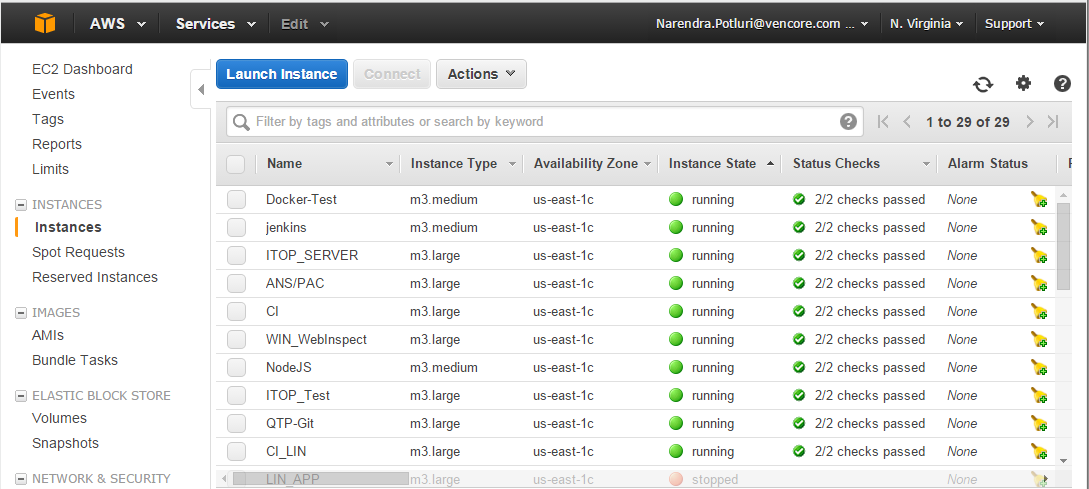 AWS Services Edit Narendra.Potluri@vencore.com ... N. Virginia Support
EC2 Dashboard
Events
Tags
Reports
Limits
INSTANCES
Instances
Spot Requests
Reserved Instances
IMAGES
AMIs
Bundle Tasks
ELASTIC BLOCK STORE
Volumes
Snapshots
NETWORK & SECURITY
Launch Instance Connect Actions
Filter by tags and attributes or search by keyword 1 to 29 of 29
Name Instance Type Availability Zone Instance State Status Checks Alarm Status
Docker-Test m3.medium us-east-1c running 2/2 checks passed None
jenkins m3.medium us-east-1c running 2/2 checks passed None
ITOP_SERVER m3.large us-east-1c running 2/2 checks passed None
ANS/PAC m3.large us-east-1c running 2/2 checks passed None
CI m3.large us-east-1c running 2/2 checks passed None
WIN_WebInspect m3.large us-east-1c running 2/2 checks passed None
NodeJS m3.medium us-east-1c running 2/2 checks passed None
ITOP_Test m3.large us-east-1c running 2/2 checks passed None
QTP-Git m3.large us-east-1c running 2/2 checks passed None
CI_LIN m3.large us-east-1c running 2/2 checks passed None
LIN_APP m3.large us-east-1c stopped None